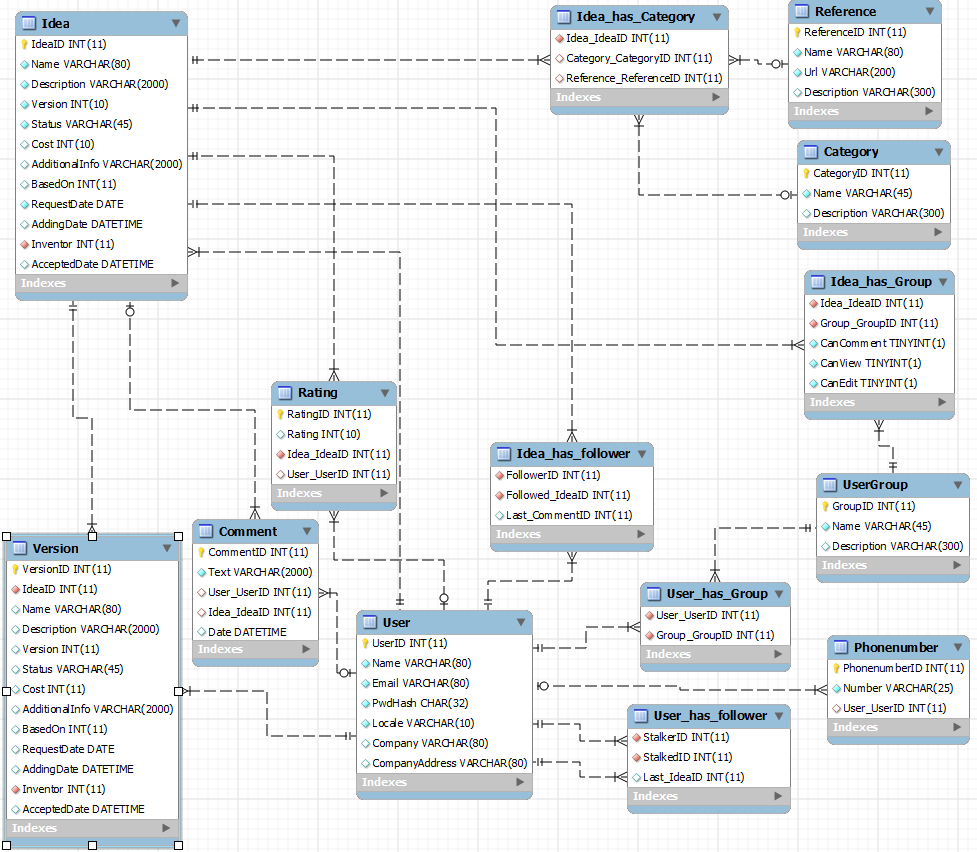 Idea
IdeaID INT(11)
Name VARCHAR(80)
Description VARCHAR(2000)
Version INT(10)
Status VARCHAR(45)
Cost INT(10)
AdditionalInfo VARCHAR(2000)
BasedOn INT(11)
RequestDate DATE
AddingDate DATETIME
Inventor INT(11)
AcceptedDate DATETIME
Indexes
Idea_has_Category
Idea_IdeaID INT(11)
Category_CategoryID INT(11)
Reference_ReferenceID INT(11)
Indexes
Reference
ReferenceID INT(11)
Name VARCHAR(80)
Url VARCHAR(200)
Description VARCHAR(300)
Indexes
Category
CategoryID INT(11)
Name VARCHAR(45)
Description VARCHAR(300)
Indexes
Idea_has_Group
Idea_IdeaID INT(11)
Group_GroupID INT(11)
CanComment TINYINT(1)
CanView TINYINT(1)
CanEdit TINYINT(1)
Indexes
Rating
RatingID INT(11)
Rating INT(10)
Idea_IdeaID INT(11)
User_UserID INT(11)
Indexes
Idea_has_follower
FollowerID INT(11)
Followed_IdeaID INT(11)
Last_CommentID INT(11)
Indexes
UserGroup
GroupID INT(11)
Name VARCHAR(45)
Description VARCHAR(300)
Indexes
Version
VersionID INT(11)
IdeaID INT(11)
Name VARCHAR(80)
Description VARCHAR(2000)
Version INT(11)
Status VARCHAR(45)
Cost INT(11)
AdditionalInfo VARCHAR(2000)
BasedOn INT(11)
RequestDate DATE
AddingDate DATETIME
Inventor INT(11)
AcceptedDate DATETIME
Indexes
Comment
CommentID INT(11)
Text VARCHAR(2000)
User_UserID INT(11)
Idea_IdeaID INT(11)
Date DATETIME
Indexes
User
UserID INT(11)
Name VARCHAR(80)
Email VARCHAR(80)
PwdHash CHAR(32)
Locale VARCHAR(10)
Company VARCHAR(80)
CompanyAddress VARCHAR(80)
Indexes
User_has_Group
User_UserID INT(11)
Group_GroupID INT(11)
Indexes
Phonenumber
PhonenumberID INT(11)
Number VARCHAR(25)
User_UserID INT(11)
Indexes
User_has_follower
StalkerID INT(11)
StalkedID INT(11)
Last_IdeaID INT(11)
Indexes